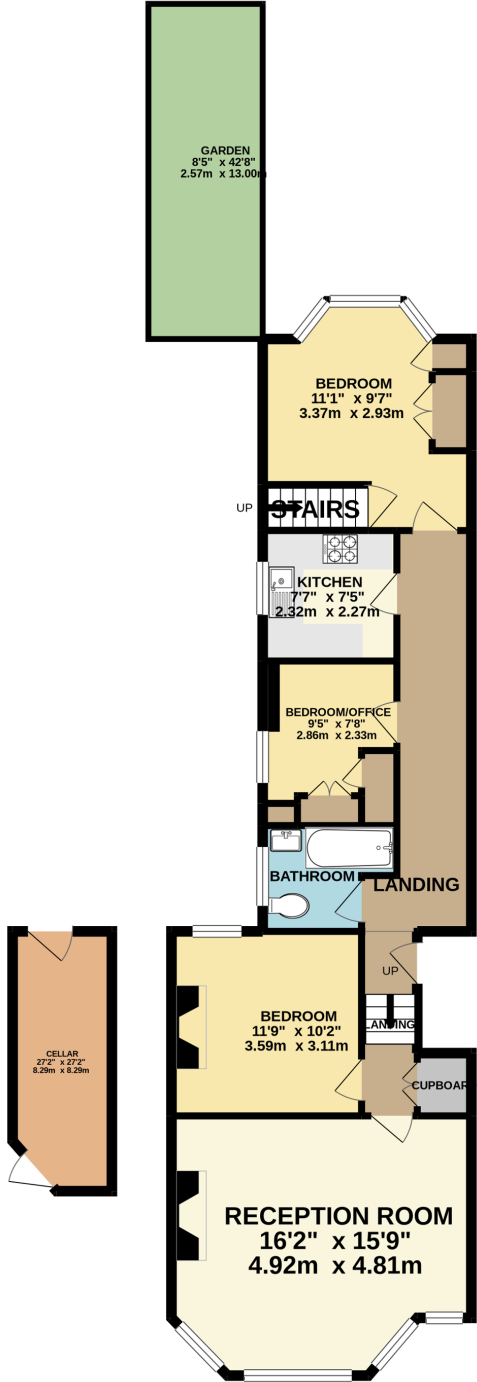 GARDEN
8'5" x 42'8"
2.57m x 13.00m
BEDROOM
11'1" x 9'7"
3.37m x 2.93m
UP
STAIRS
KITCHEN
7'7" x 7'5"
2.32m x 2.27m
BEDROOM/OFFICE
9'5" x 7'8"
2.86m x 2.33m
BATHROOM
LANDING
UP
LANDING
BEDROOM
11'9" x 10'2"
3.59m x 3.11m
CELLAR
27'2" x 27'2"
8.29m x 8.29m
CUPBOARD
RECEPTION ROOM
16'2" x 15'9"
4.92m x 4.81m